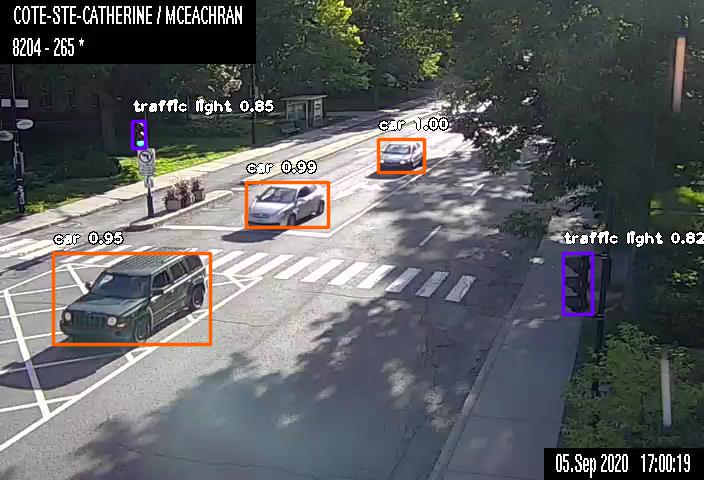 COTE-STE-CATHERINE / MCEACHRAN
8204 - 265 *
traffic light 0.85
car 1.00
car 0.99
car 0.95
traffic light 0.82
05.Sep 2020 17:00:19